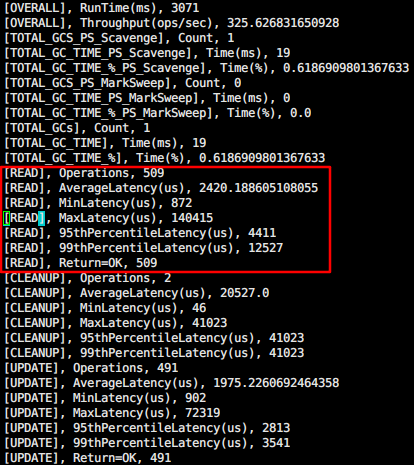 [OVERALL], RunTime(ms), 3071
[OVERALL], Throughput(ops/sec), 325.626831650928
[TOTAL_GCS_PS_Scavenge], Count, 1
[TOTAL_GC_TIME_PS_Scavenge], Time(ms), 19
[TOTAL_GC_TIME_%_PS_Scavenge], Time(%), 0.6186909801367633
[TOTAL_GCS_PS_MarkSweep], Count, 0
[TOTAL_GC_TIME_PS_MarkSweep], Time(ms), 0
[TOTAL_GC_TIME_%_PS_MarkSweep], Time(%), 0.0
[TOTAL_GCs], Count, 1
[TOTAL_GC_TIME], Time(ms), 19
[TOTAL_GC_TIME_%], Time(%), 0.6186909801367633
[READ], Operations, 509
[READ], AverageLatency(us), 2420.188605108055
[READ], MinLatency(us), 872
[READ], MaxLatency(us), 140415
[READ], 95thPercentileLatency(us), 4411
[READ], 99thPercentileLatency(us), 12527
[READ], Return=OK, 509
[CLEANUP], Operations, 2
[CLEANUP], AverageLatency(us), 20527.0
[CLEANUP], MinLatency(us), 46
[CLEANUP], MaxLatency(us), 41023
[CLEANUP], 95thPercentileLatency(us), 41023
[CLEANUP], 99thPercentileLatency(us), 41023
[UPDATE], Operations, 491
[UPDATE], AverageLatency(us), 1975.2260692464358
[UPDATE], MinLatency(us), 902
[UPDATE], MaxLatency(us), 72319
[UPDATE], 95thPercentileLatency(us), 2813
[UPDATE], 99thPercentileLatency(us), 3541
[UPDATE], Return=OK, 491